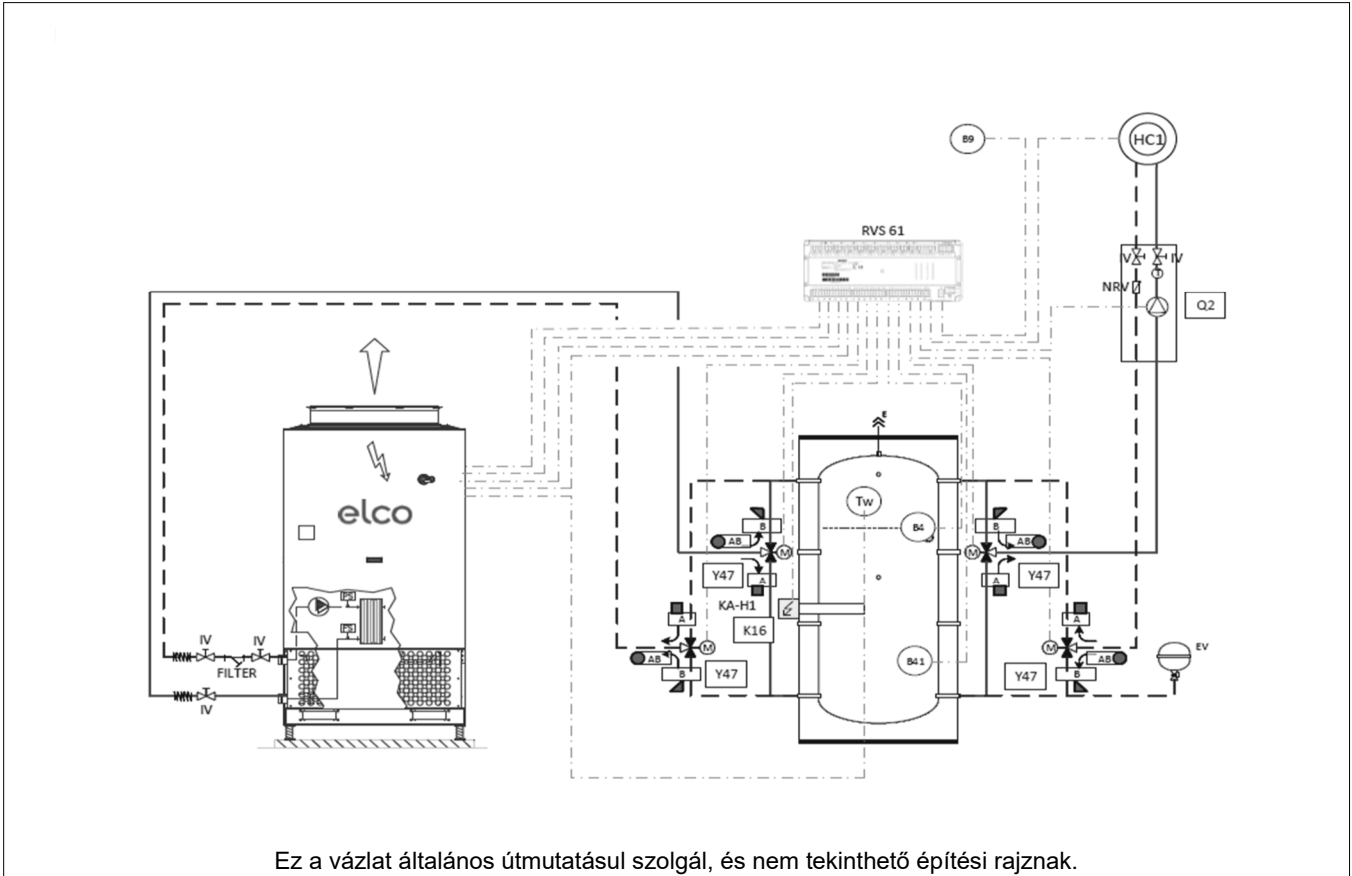 B9
HC1
RVS 61
IV IV
NRV
Q2
E
elco
Tw
B4
B
AB
M
Y47
A
KA-H1
K16
B41
B
AB
M
Y47
A
A
M
AB
B
Y47
A
M
AB
B
Y47
EV
PS
PS
IV
IV
FILTER
IV
Ez a vázlat általános útmutatásul szolgál, és nem tekinthető építési rajznak.